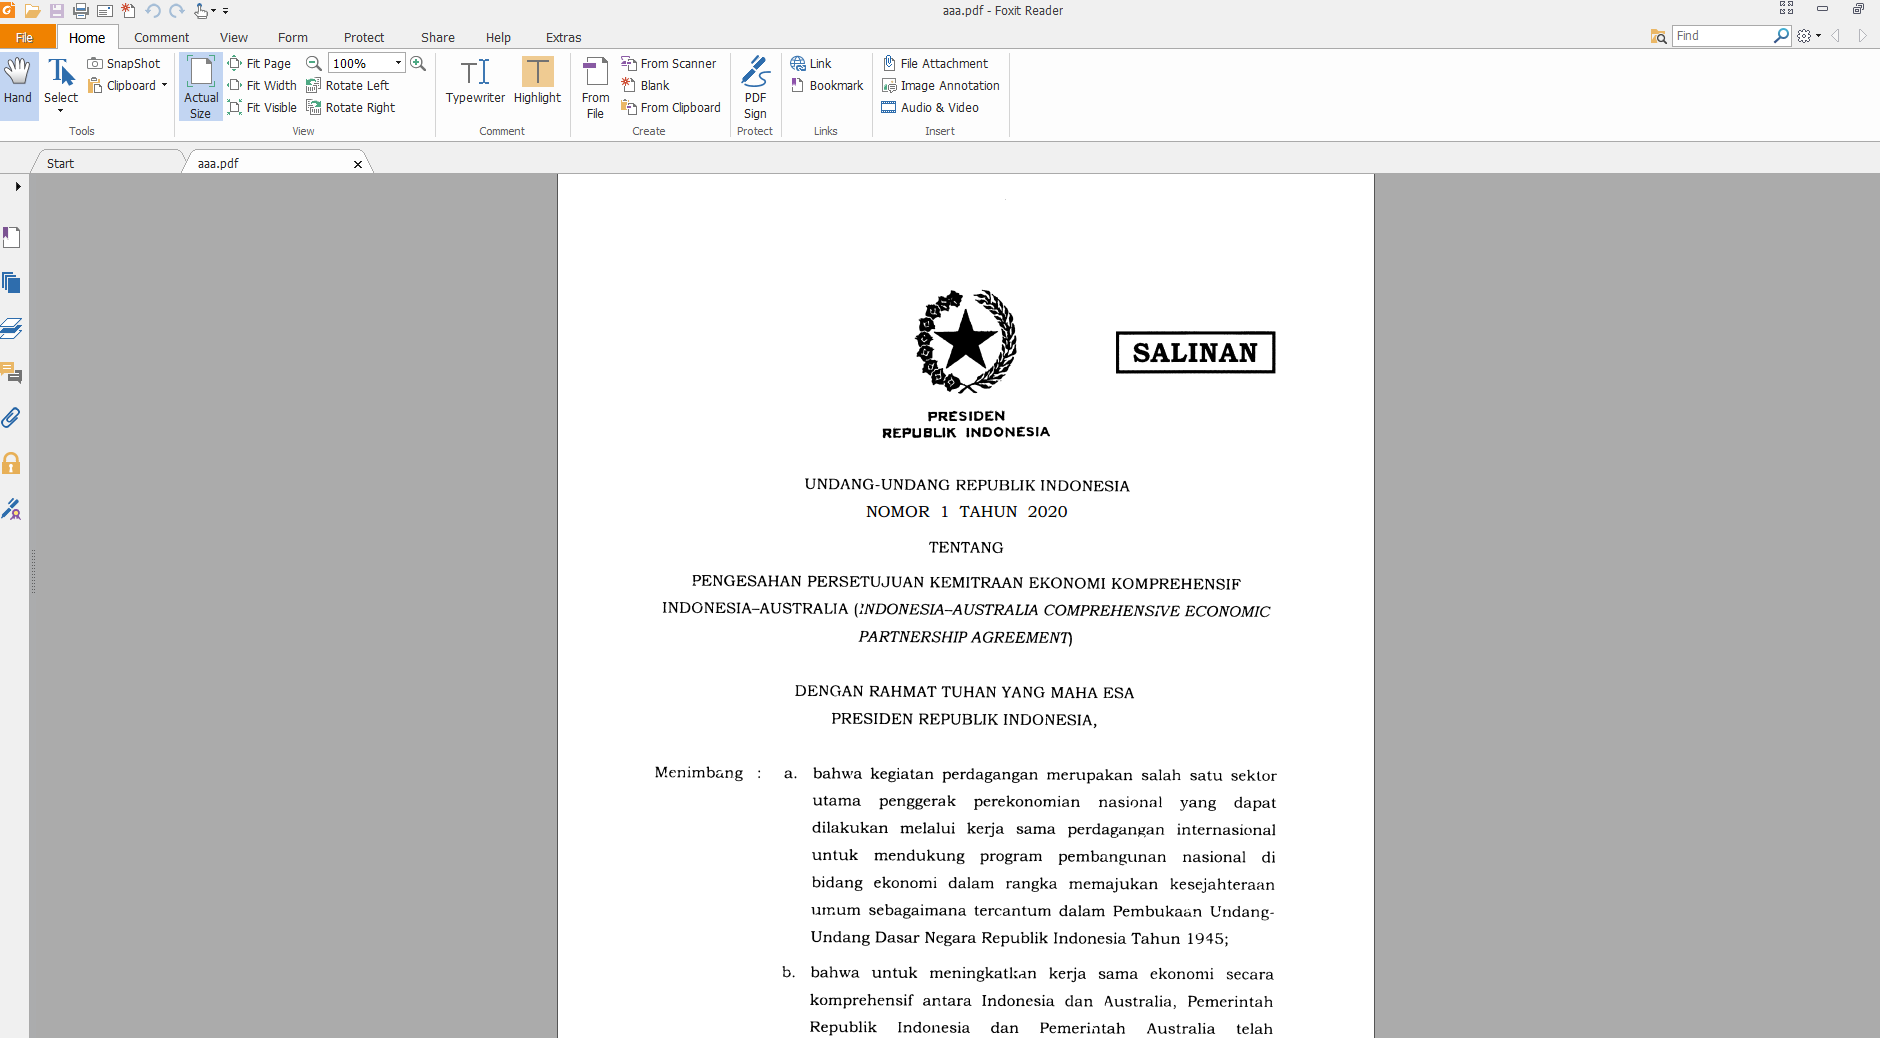 aaa.pdf - Foxit Reader
File Home Comment View Form Protect Share Help Extras Find
Hand
Select
SnapShot
Clipboard
Tools
Actual
Size
Fit Page
Fit Width
Fit Visible
100%
Rotate Left
Rotate Right
View
Typewriter
Highlight
Comment
From
File
From Scanner
Blank
From Clipboard
Create
PDF
Sign
Protect
Link
Bookmark
Links
File Attachment
Image Annotation
Audio & Video
Insert
Start
aaa.pdf
SALINAN
PRESIDEN
REPUBLIK INDONESIA
UNDANG-UNDANG REPUBLIK INDONESIA
NOMOR 1 TAHUN 2020
TENTANG
PENGESAHAN PERSETUJUAN KEMITRAAN EKONOMI KOMPREHENSIF
INDONESIA–AUSTRALIA (INDONESIA–AUSTRALIA COMPREHENSIVE ECONOMIC
PARTNERSHIP AGREEMENT)
DENGAN RAHMAT TUHAN YANG MAHA ESA
PRESIDEN REPUBLIK INDONESIA,
Menimbang : a. bahwa kegiatan perdagangan merupakan salah satu sektor
utama penggerak perekonomian nasional yang dapat
dilakukan melalui kerja sama perdagangan internasional
untuk mendukung program pembangunan nasional di
bidang ekonomi dalam rangka memajukan kesejahteraan
umum sebagaimana tercantum dalam Pembukaan Undang-
Undang Dasar Negara Republik Indonesia Tahun 1945;
b. bahwa untuk meningkatkan kerja sama ekonomi secara
komprehensif antara Indonesia dan Australia, Pemerintah
Republik Indonesia dan Pemerintah Australia telah